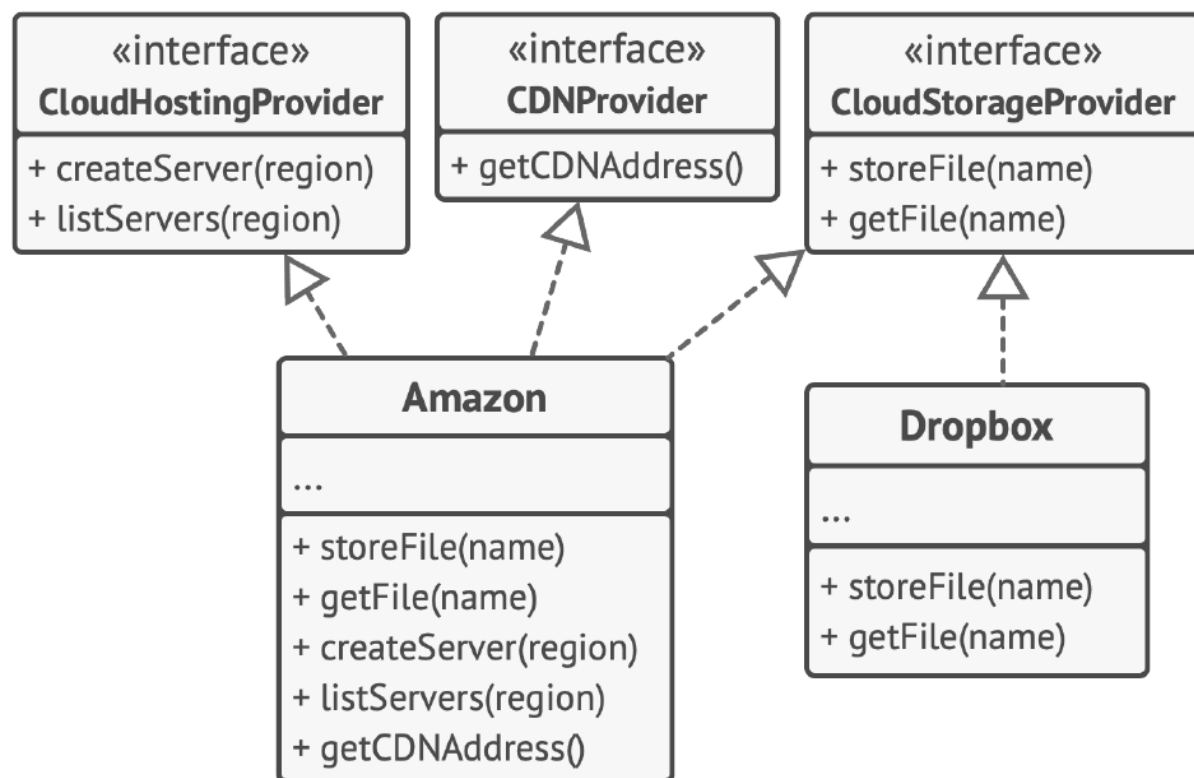 «interface»
CloudHostingProvider
+ createServer(region)
+ listServers(region)
«interface»
CDNProvider
+ getCDNAddress()
«interface»
CloudStorageProvider
+ storeFile(name)
+ getFile(name)
Amazon
...
+ storeFile(name)
+ getFile(name)
+ createServer(region)
+ listServers(region)
+ getCDNAddress()
Dropbox
...
+ storeFile(name)
+ getFile(name)